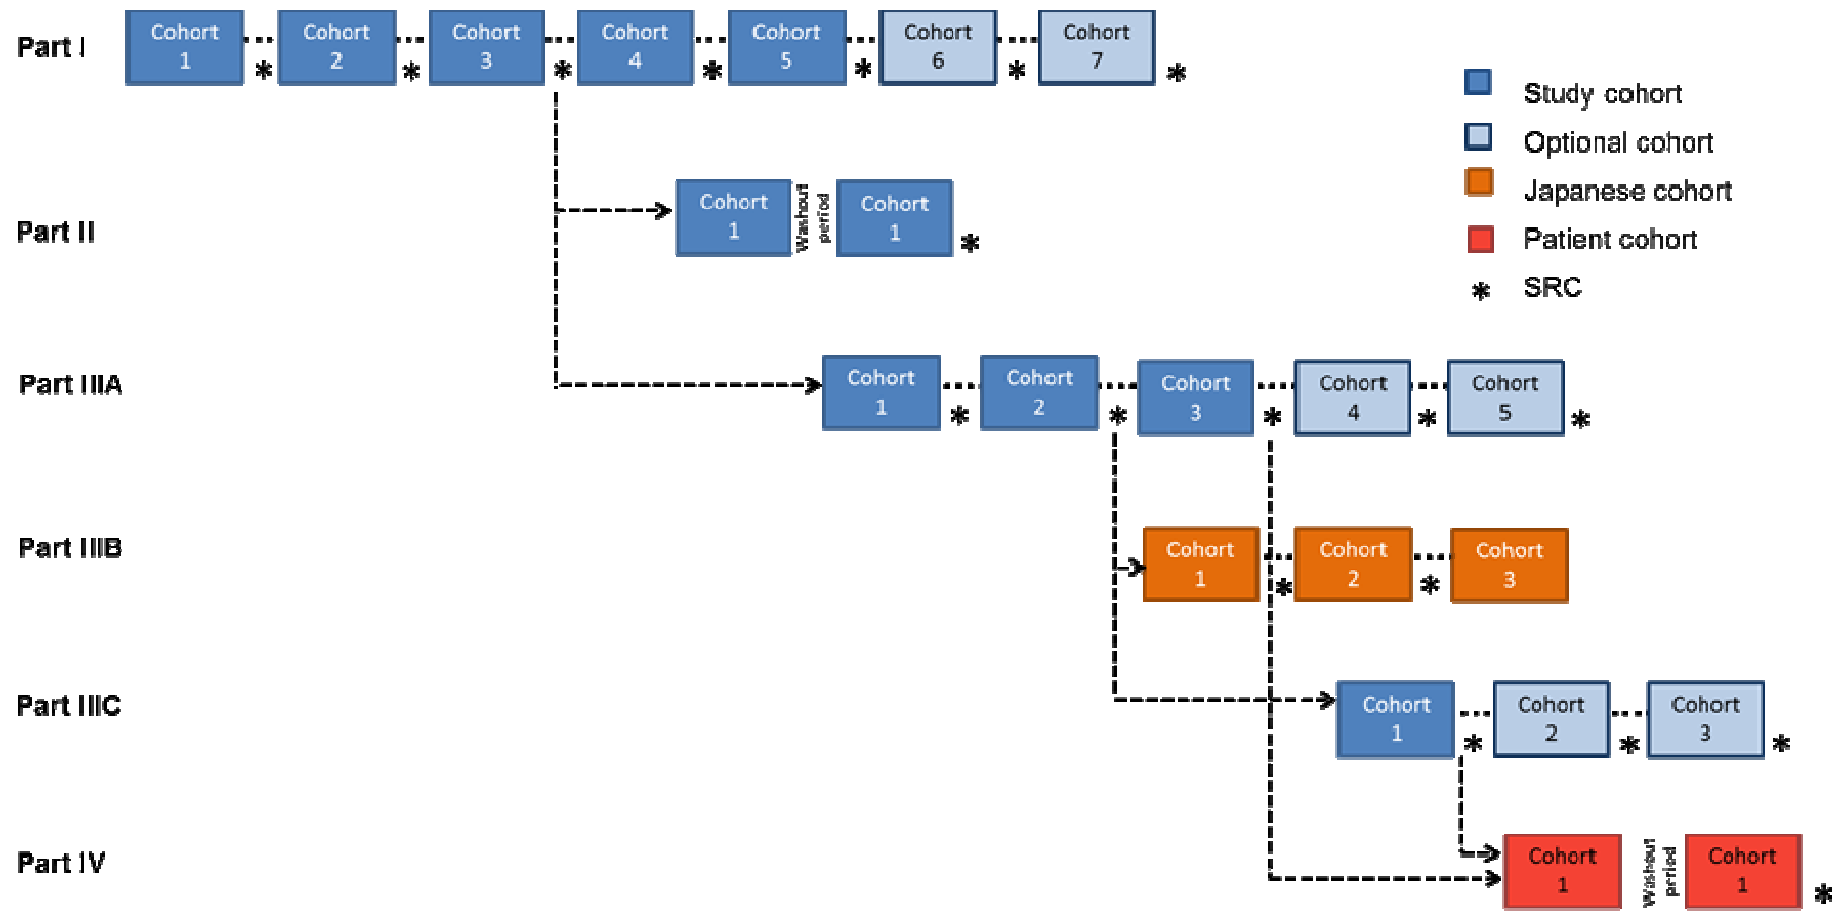 Part I
Cohort
1
*
Cohort
2
*
Cohort
3
*
Cohort
4
*
Cohort
5
*
Cohort
6
*
Cohort
7
*
Study cohort
Optional cohort
Japanese cohort
Patient cohort
* SRC
Part II
Cohort
1
Washout
period
Cohort
1
*
Part IIIA
Cohort
1
*
Cohort
2
*
Cohort
3
*
Cohort
4
*
Cohort
5
*
Part IIIB
Cohort
1
*
Cohort
2
*
Cohort
3
Part IIIC
Cohort
1
*
Cohort
2
*
Cohort
3
*
Part IV
Cohort
1
Washout
period
Cohort
1
*